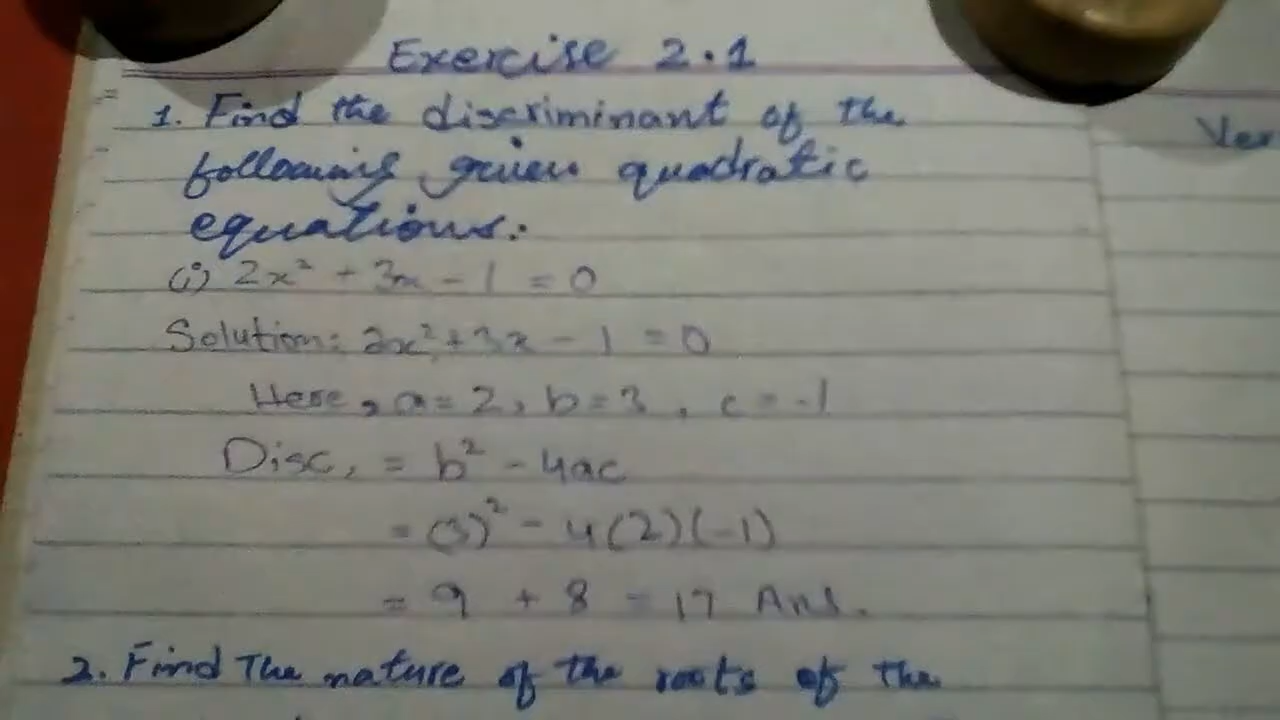 Exercise 2.1
1. Find the discriminant of the
following given quadratic
equations:
(i) 2x² + 3x - 1 = 0
Solution: 2x² + 3x - 1 = 0
Here, a = 2, b = 3, c = -1
Disc, = b² - 4ac
= (3)² - 4(2)(-1)
= 9 + 8 = 17 Ans.
2. Find The nature of the roots of the
Ver